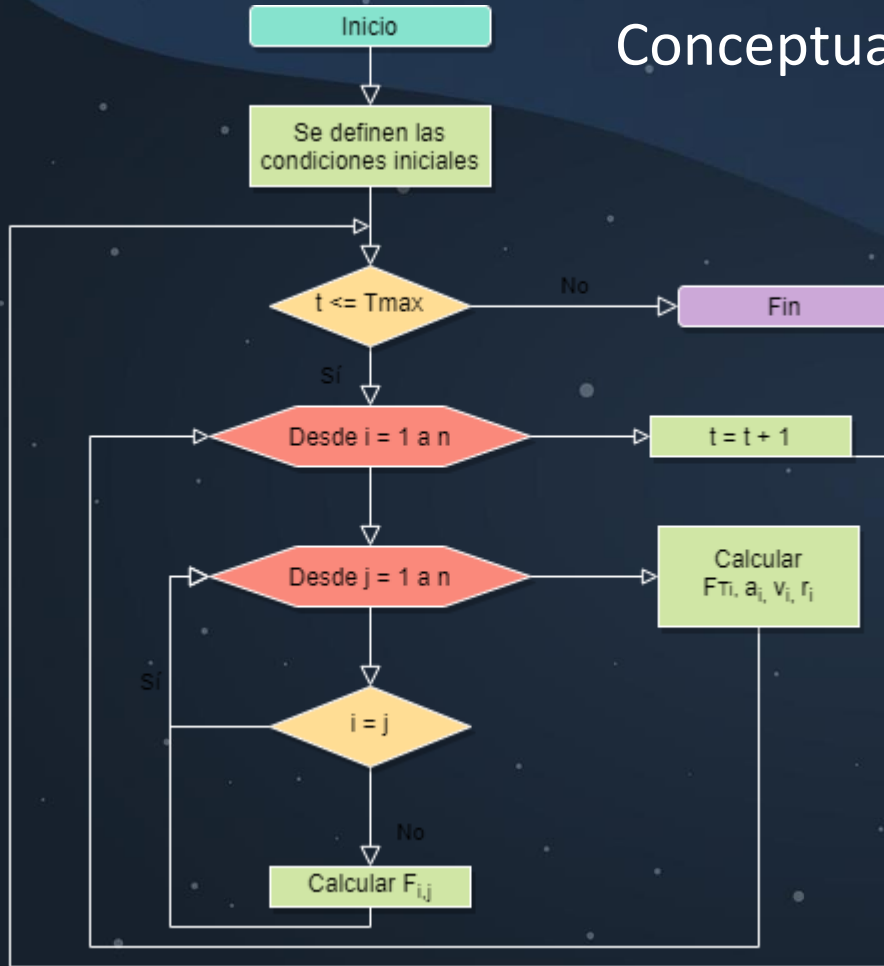 Conceptua
Inicio
Se definen las
condiciones iniciales
t <= Tmax
No
Fin
Sí
Desde i = 1 a n
t = t + 1
Desde j = 1 a n
Calcular
FTi, ai, vi, ri
Sí
i = j
No
Calcular Fi,j